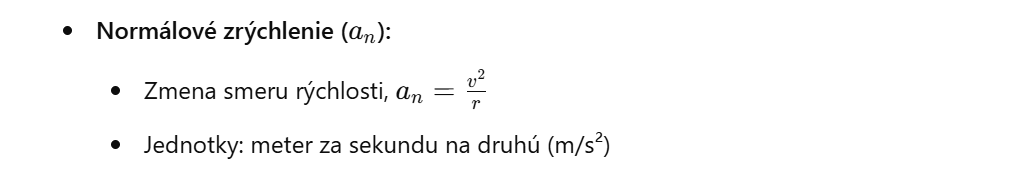 • Normálové zrýchlenie (aₙ):
• Zmena smeru rýchlosti, aₙ = v²/r
• Jednotky: meter za sekundu na druhú (m/s²)